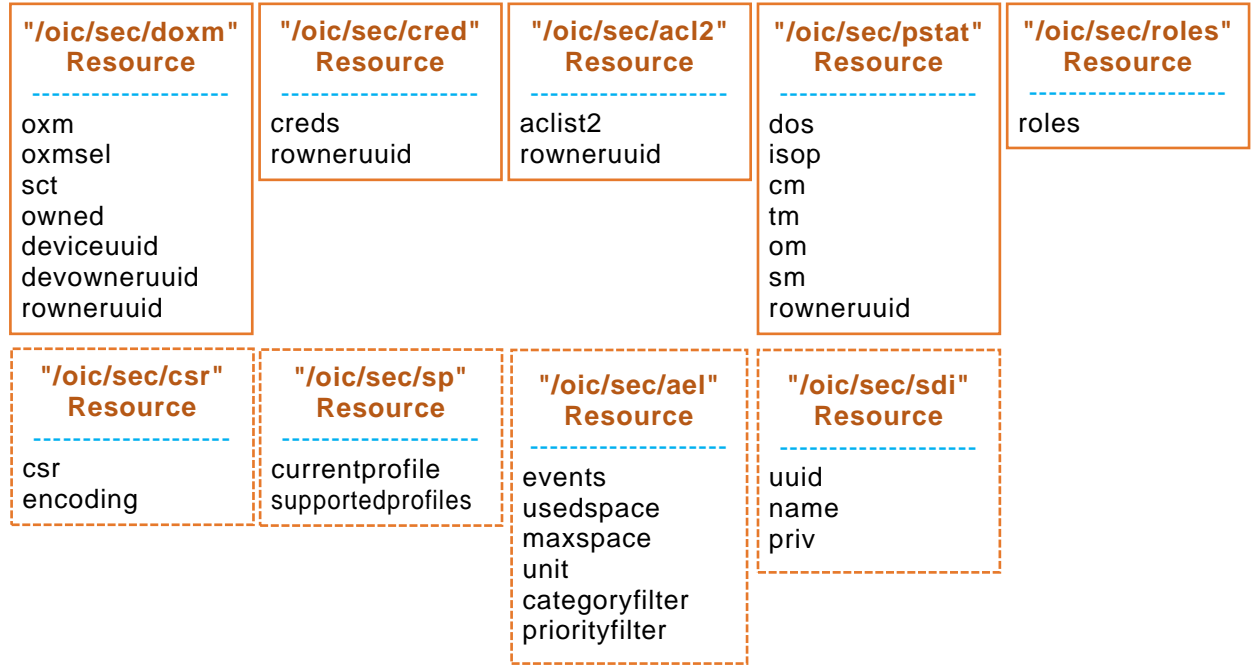 "/oic/sec/doxm"
Resource
oxm
oxmsel
sct
owned
deviceuuid
devowneruuid
rowneruuid
"/oic/sec/cred"
Resource
creds
rowneruuid
"/oic/sec/acl2"
Resource
aclist2
rowneruuid
"/oic/sec/pstat"
Resource
dos
isop
cm
tm
om
sm
rowneruuid
"/oic/sec/roles"
Resource
roles
"/oic/sec/csr"
Resource
csr
encoding
"/oic/sec/sp"
Resource
currentprofile
supportedprofiles
"/oic/sec/ael"
Resource
events
usedspace
maxspace
unit
categoryfilter
priorityfilter
"/oic/sec/sdi"
Resource
uuid
name
priv